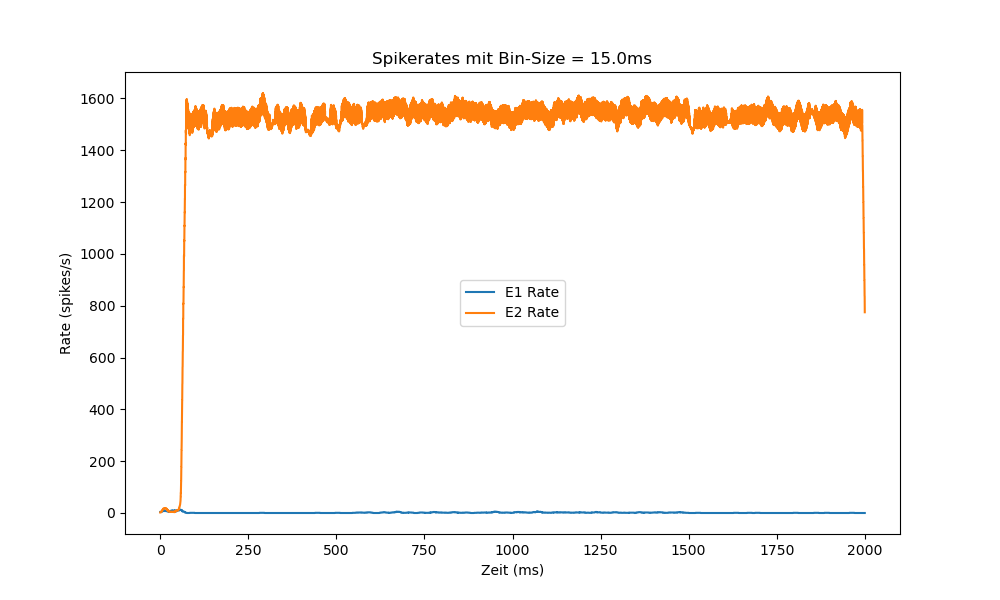 Spikerates mit Bin-Size = 15.0ms
1600
1400
1200
1000
800
600
400
200
0
Rate (spikes/s)
E1 Rate
E2 Rate
0 250 500 750 1000 1250 1500 1750 2000
Zeit (ms)